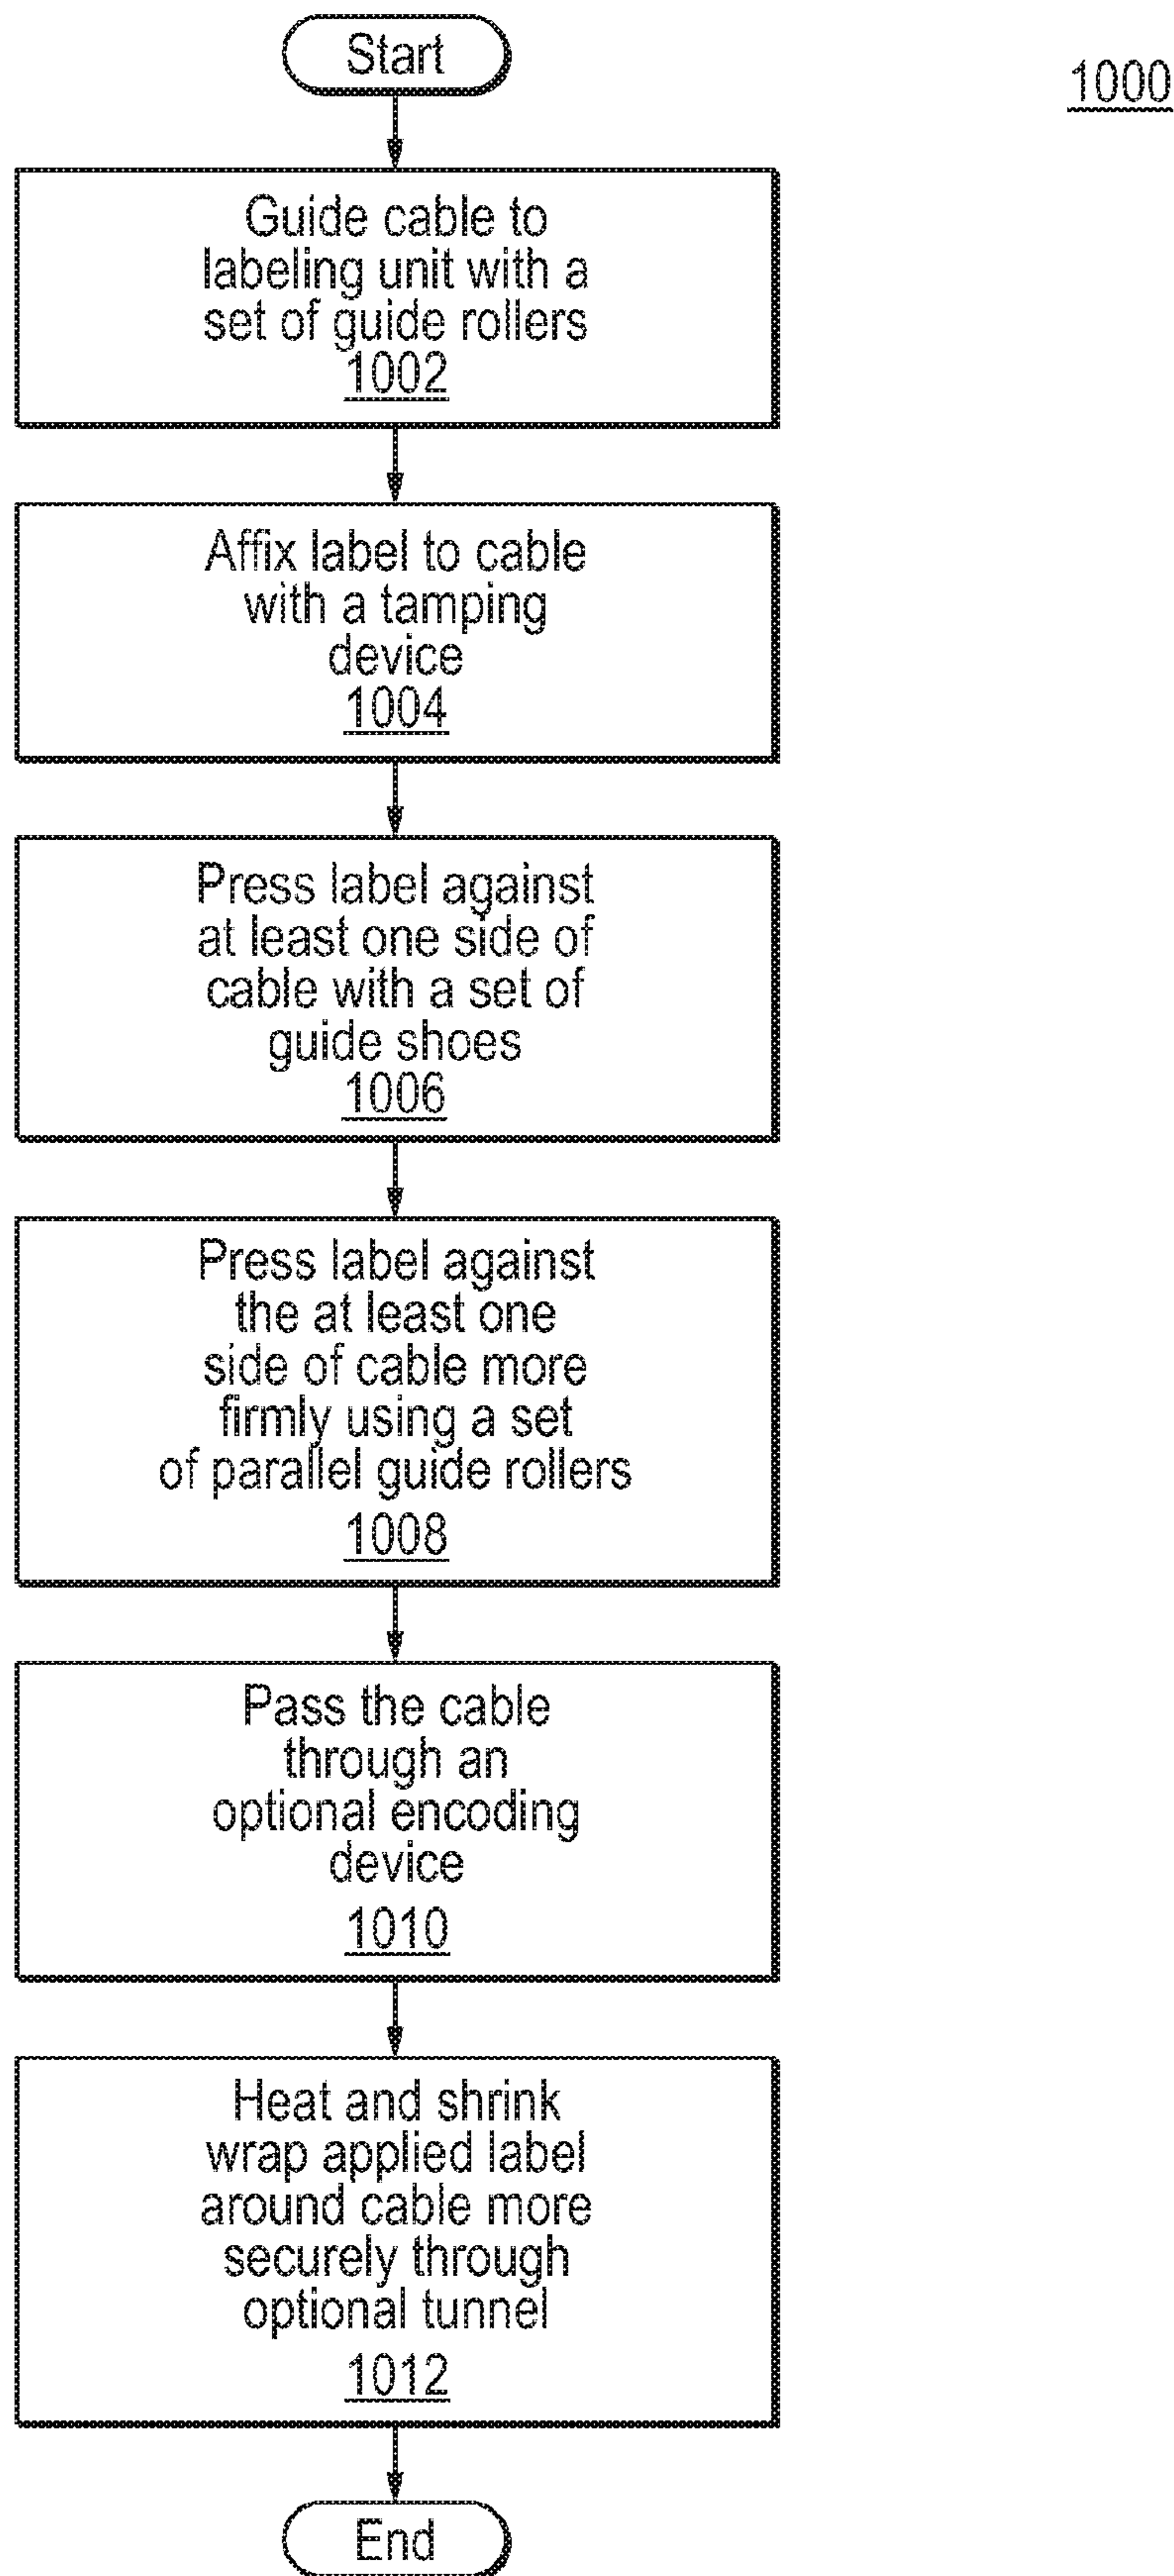 Start
1000
Guide cable to
labeling unit with a
set of guide rollers
1002
Affix label to cable
with a tamping
device
1004
Press label against
at least one side of
cable with a set of
guide shoes
1006
Press label against
the at least one
side of cable more
firmly using a set
of parallel guide rollers
1008
Pass the cable
through an
optional encoding
device
1010
Heat and shrink
wrap applied label
around cable more
securely through
optional tunnel
1012
End